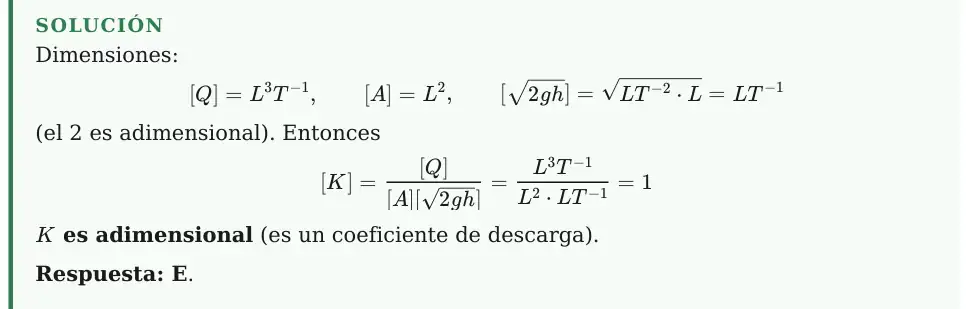 SOLUCIÓN
Dimensiones:
[Q] = L³T⁻¹, [A] = L², [√2gh] = √LT⁻² · L = LT⁻¹
(el 2 es adimensional). Entonces
[K] = [Q] / [A][√2gh] = L³T⁻¹ / L² · LT⁻¹ = 1
K es adimensional (es un coeficiente de descarga).
Respuesta: E.